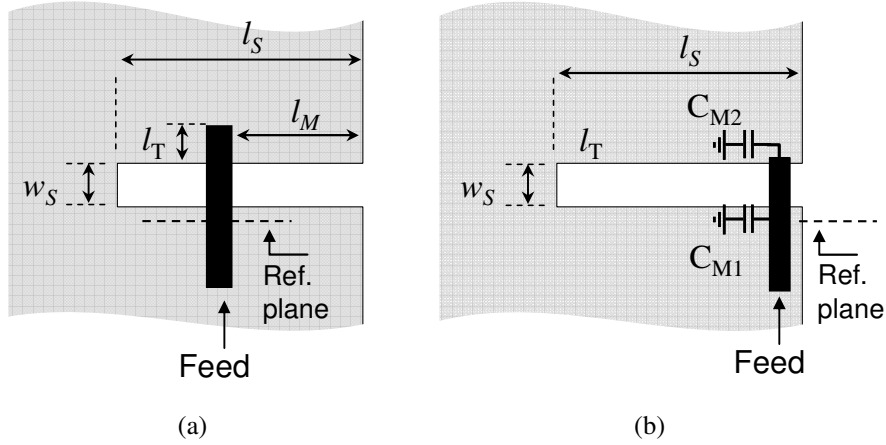 l_S
l_M
l_T
w_S
Ref.
plane
Feed
(a)
l_S
C_M2
l_T
w_S
C_M1
Ref.
plane
Feed
(b)